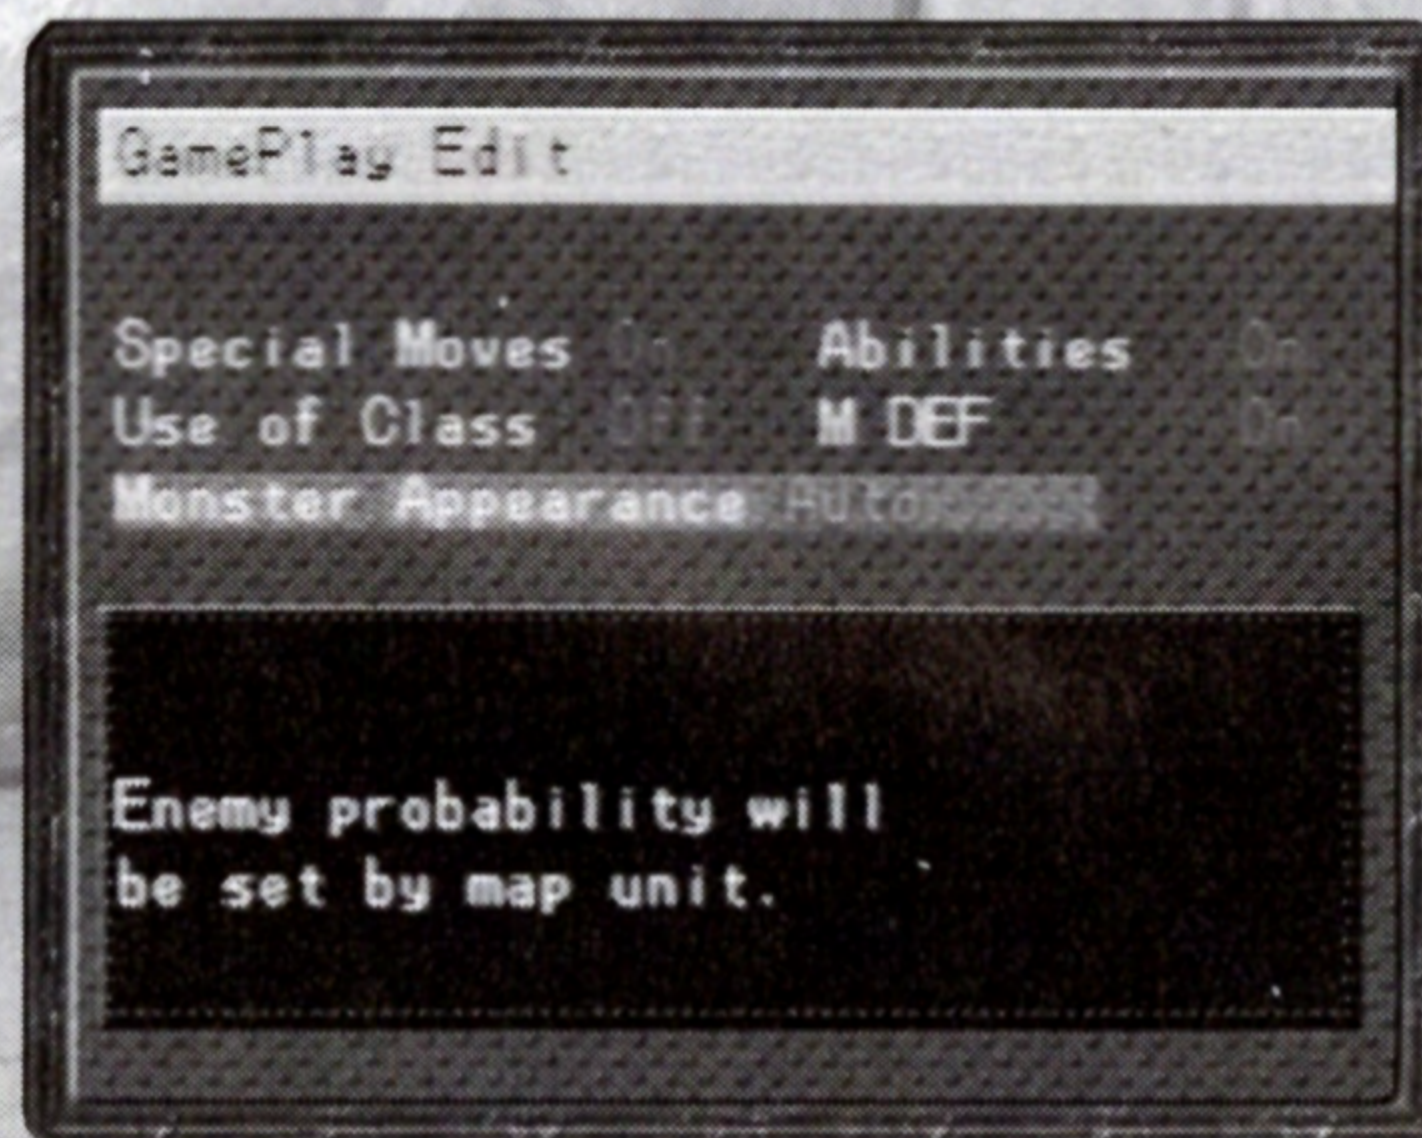 GamePlay Edit
Special Moves On Abilities On
Use of Class Off M DEF On
Monster Appearance
Enemy probability will
be set by map unit.